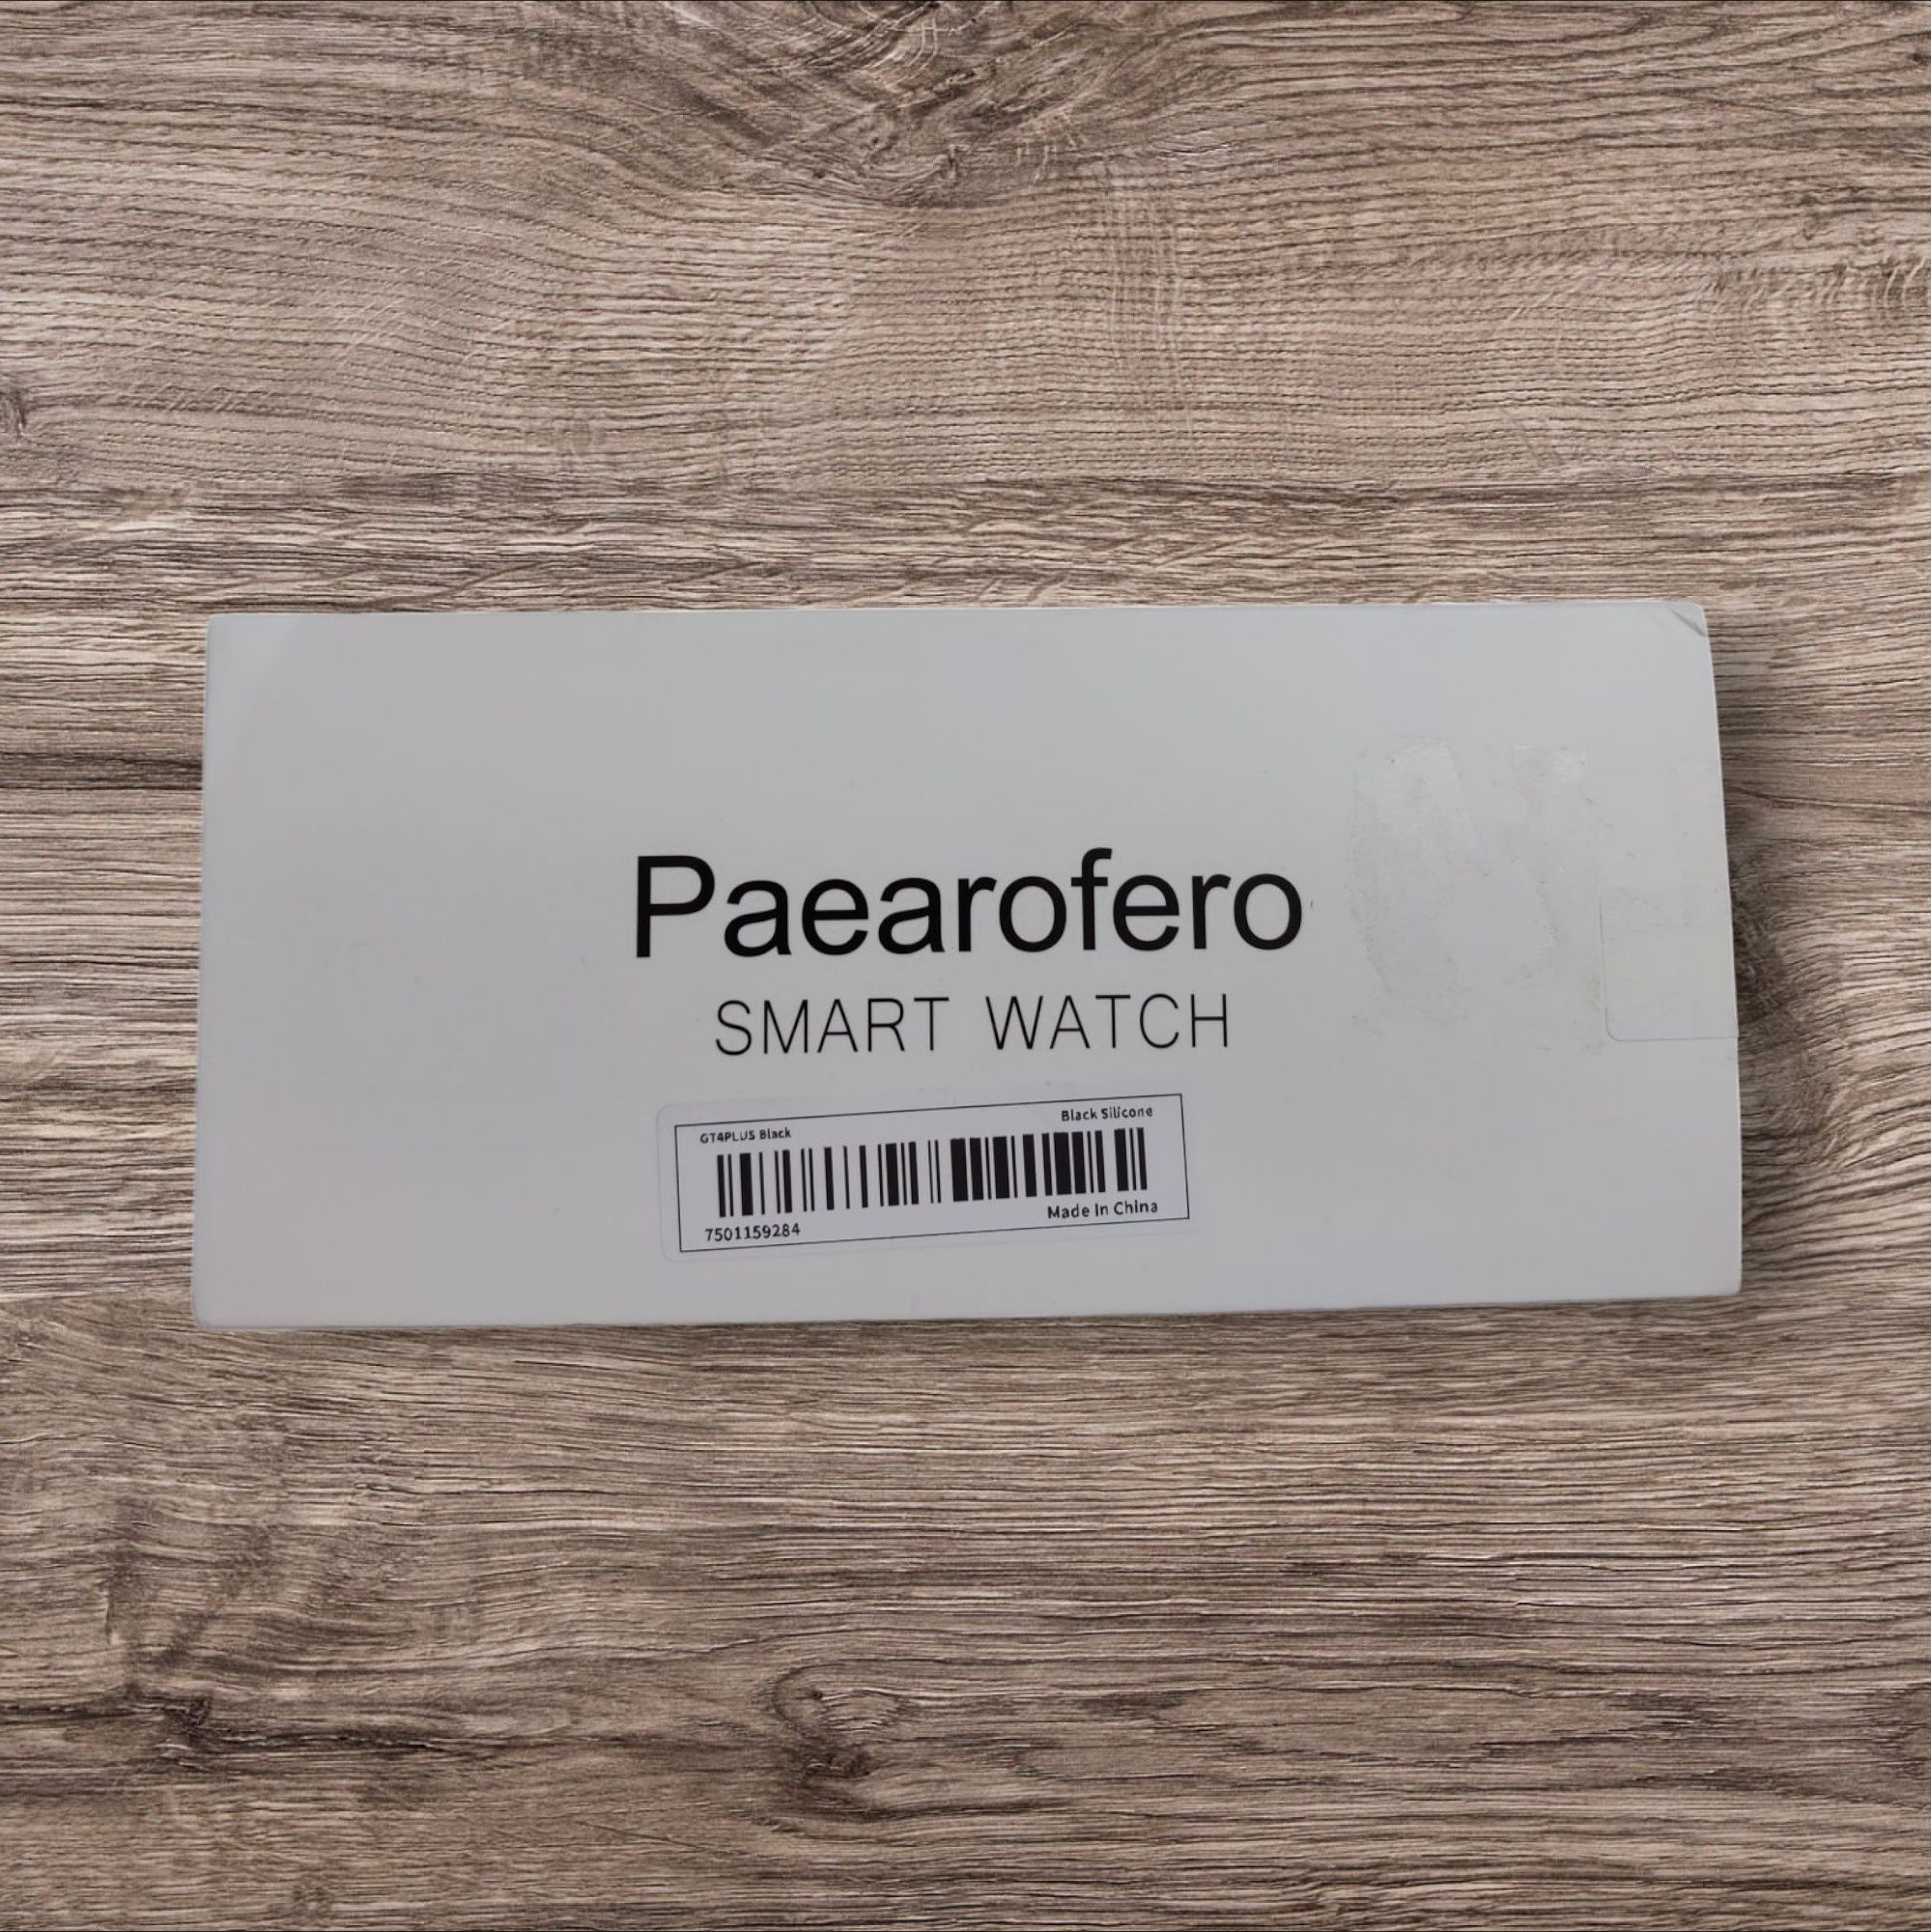 Paearofero
SMART WATCH
GT4PLUS Black
Black Silicone
7501159284
Made In China